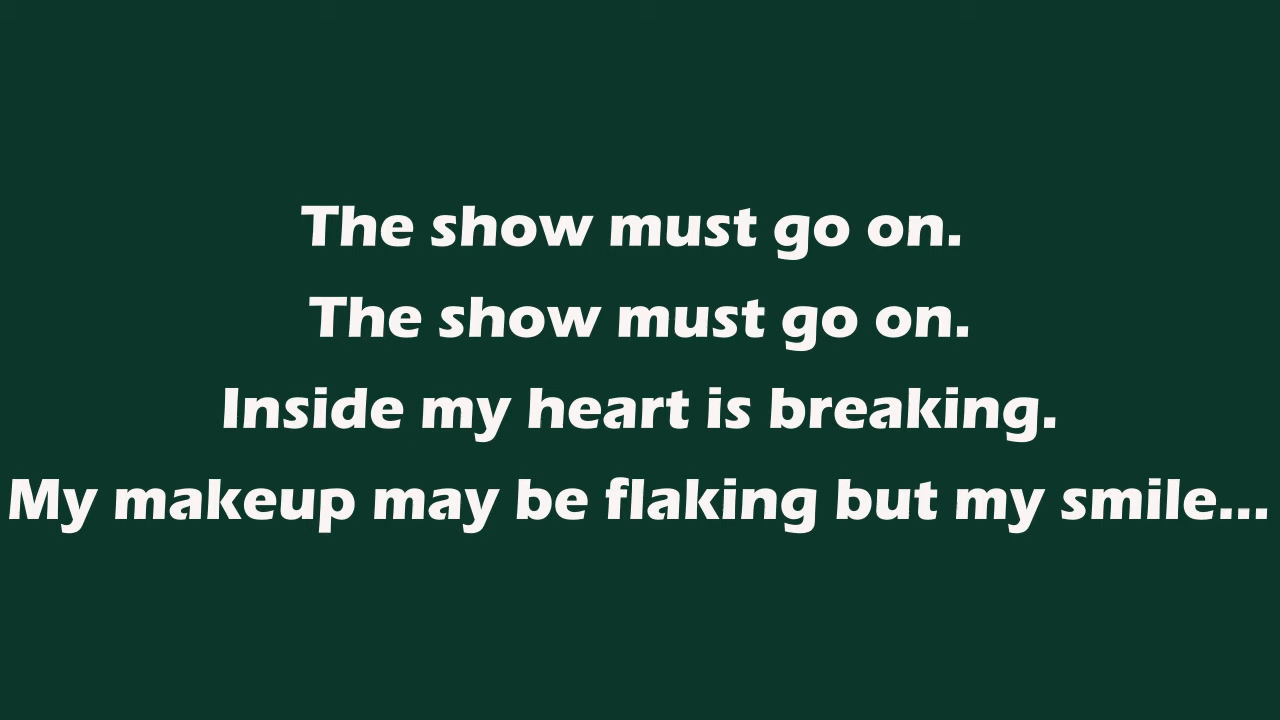 The show must go on.
The show must go on.
Inside my heart is breaking.
My makeup may be flaking but my smile...